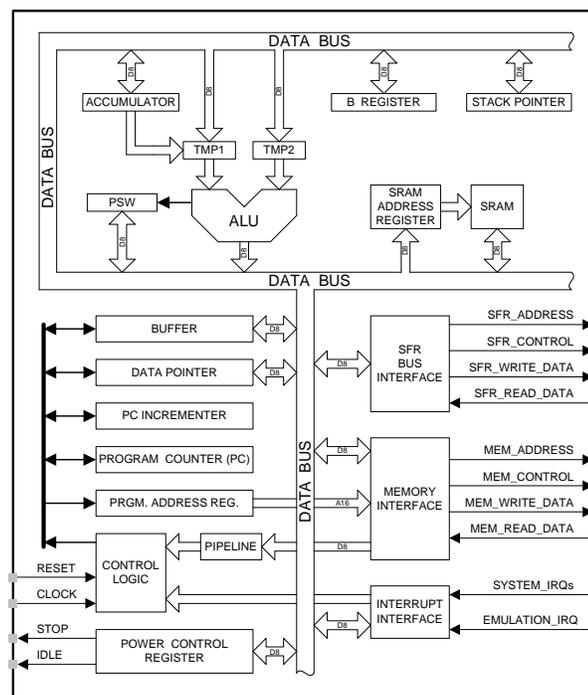 DATA BUS
D8
D8
D8
D8
D8
ACCUMULATOR
B REGISTER
STACK POINTER
DATA BUS
TMP1
TMP2
PSW
ALU
SRAM
ADDRESS
REGISTER
SRAM
D8
D8
D8
D8
DATA BUS
BUFFER
D8
DATA POINTER
D8
PC INCREMENTER
PROGRAM COUNTER (PC)
PRGM. ADDRESS REG.
A16
DATA BUS
SFR
BUS
INTERFACE
D8
SFR_ADDRESS
SFR_CONTROL
SFR_WRITE_DATA
SFR_READ_DATA
D8
MEMORY
INTERFACE
MEM_ADDRESS
MEM_CONTROL
MEM_WRITE_DATA
MEM_READ_DATA
CONTROL
LOGIC
PIPELINE
D8
RESET
CLOCK
INTERRUPT
INTERFACE
D8
SYSTEM_IRQs
EMULATION_IRQ
STOP
IDLE
POWER CONTROL
REGISTER
D8